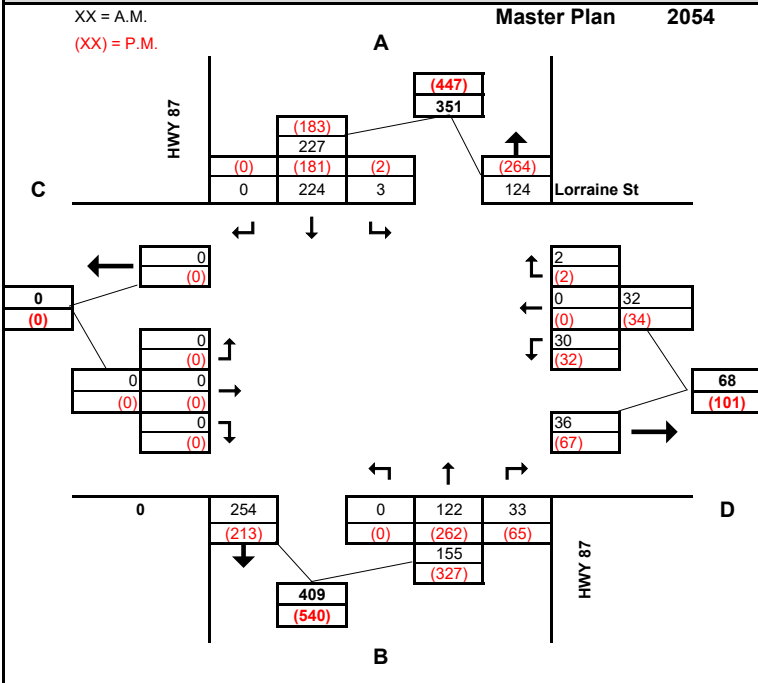 XX = A.M.
Master Plan 2054
(XX) = P.M.
A
HWY 87
(447)
351
(183)
227
(0) (181) (2) (264)
0 224 3 124 Lorraine St
C
0
(0)
2
(2)
0
(0)
0 32
(0) (34)
30
(32)
0
(0)
0 0
(0) (0)
0
(0)
68
(101)
36
(67)
0 254 0 122 33
(213) (0) (262) (65)
D
155
(327)
HWY 87
409
(540)
B